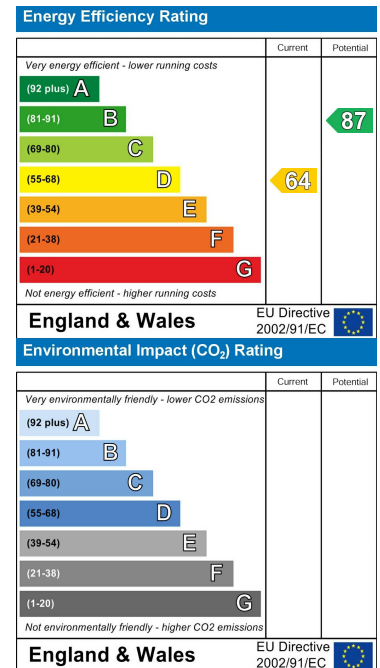 Energy Efficiency Rating
Current Potential
Very energy efficient - lower running costs
(92 plus) A
(81-91) B 87
(69-80) C
(55-68) D 64
(39-54) E
(21-38) F
(1-20) G
Not energy efficient - higher running costs
England & Wales EU Directive
2002/91/EC
Environmental Impact (CO₂) Rating
Current Potential
Very environmentally friendly - lower CO2 emissions
(92 plus) A
(81-91) B
(69-80) C
(55-68) D
(39-54) E
(21-38) F
(1-20) G
Not environmentally friendly - higher CO2 emissions
England & Wales EU Directive
2002/91/EC